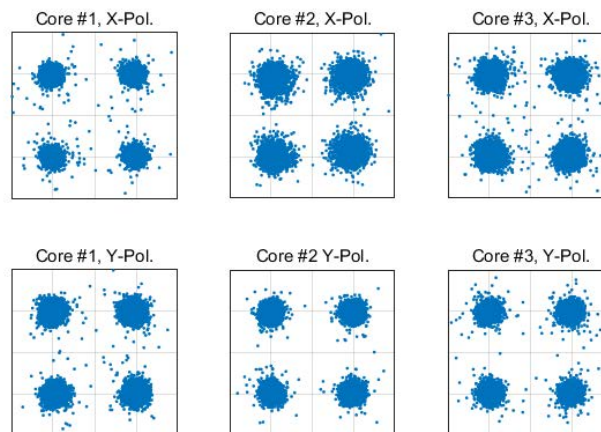 Core #1, X-Pol.
Core #2, X-Pol.
Core #3, X-Pol.
Core #1, Y-Pol.
Core #2 Y-Pol.
Core #3, Y-Pol.